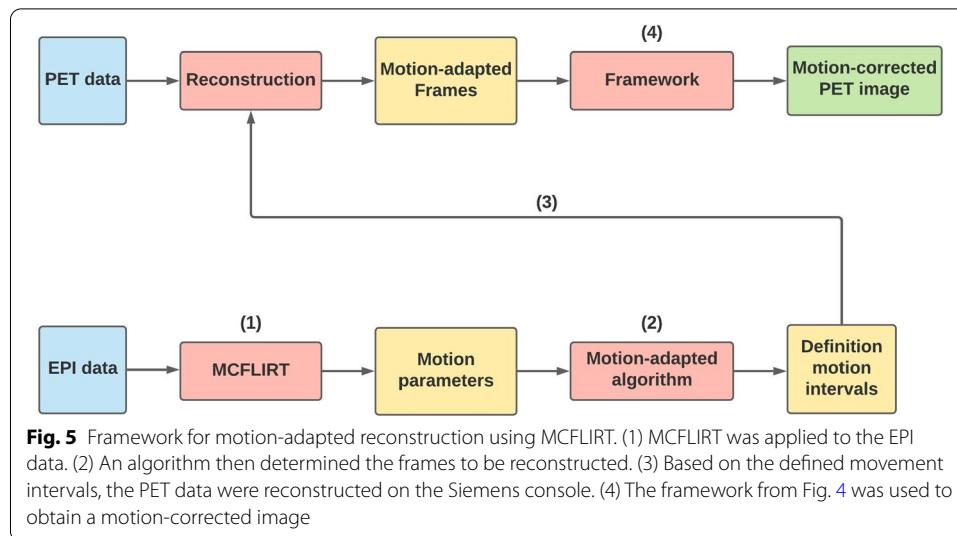 (4)
PET data
Reconstruction
Motion-adapted
Frames
Framework
Motion-corrected
PET image
(3)
(1)
(2)
EPI data
MCFLIRT
Motion
parameters
Motion-adapted
algorithm
Definition
motion
intervals
Fig. 5 Framework for motion-adapted reconstruction using MCFLIRT. (1) MCFLIRT was applied to the EPI
data. (2) An algorithm then determined the frames to be reconstructed. (3) Based on the defined movement
intervals, the PET data were reconstructed on the Siemens console. (4) The framework from Fig. 4 was used to
obtain a motion-corrected image